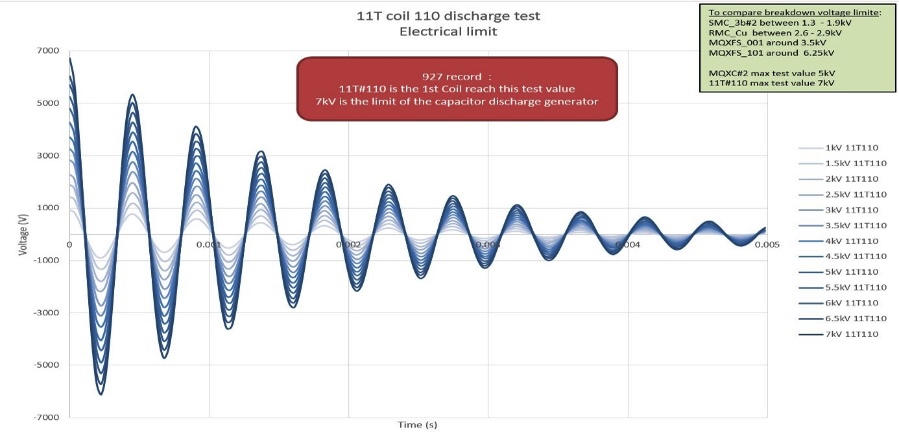 11T coil 110 discharge test
Electrical limit
To compare breakdown voltage limite:
SMC_3b#2 between 1.3 - 1.9kV
RMC_Cu between 2.6 - 2.9kV
MQXFS_001 around 3.5kV
MQXFS_101 around 6.25kV
MQXC#2 max test value 5kV
11T#110 max test value 7kV
927 record :
11T#110 is the 1st Coil reach this test value
7kV is the limit of the capacitor discharge generator
Voltage (V)
7000
5000
3000
1000
-1000
-3000
-5000
-7000
0
0.001
0.002
0.003
0.004
0.005
Time (s)
1kV 11T110
1.5kV 11T110
2kV 11T110
2.5kV 11T110
3kV 11T110
3.5kV 11T110
4kV 11T110
4.5kV 11T110
5kV 11T110
5.5kV 11T110
6kV 11T110
6.5kV 11T110
7kV 11T110